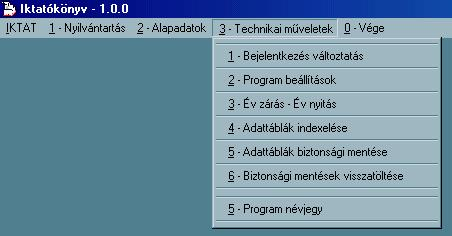 Iktatókönyv - 1.0.0
IKTAT 1 - Nyilvántartás 2 - Alapadatok 3 - Technikai műveletek 0 - Vége
1 - Bejelentkezés változtatás
2 - Program beállítások
3 - Év zárás - Év nyitás
4 - Adattáblák indexelése
5 - Adattáblák biztonsági mentése
6 - Biztonsági mentések visszatöltése
5 - Program névjegy